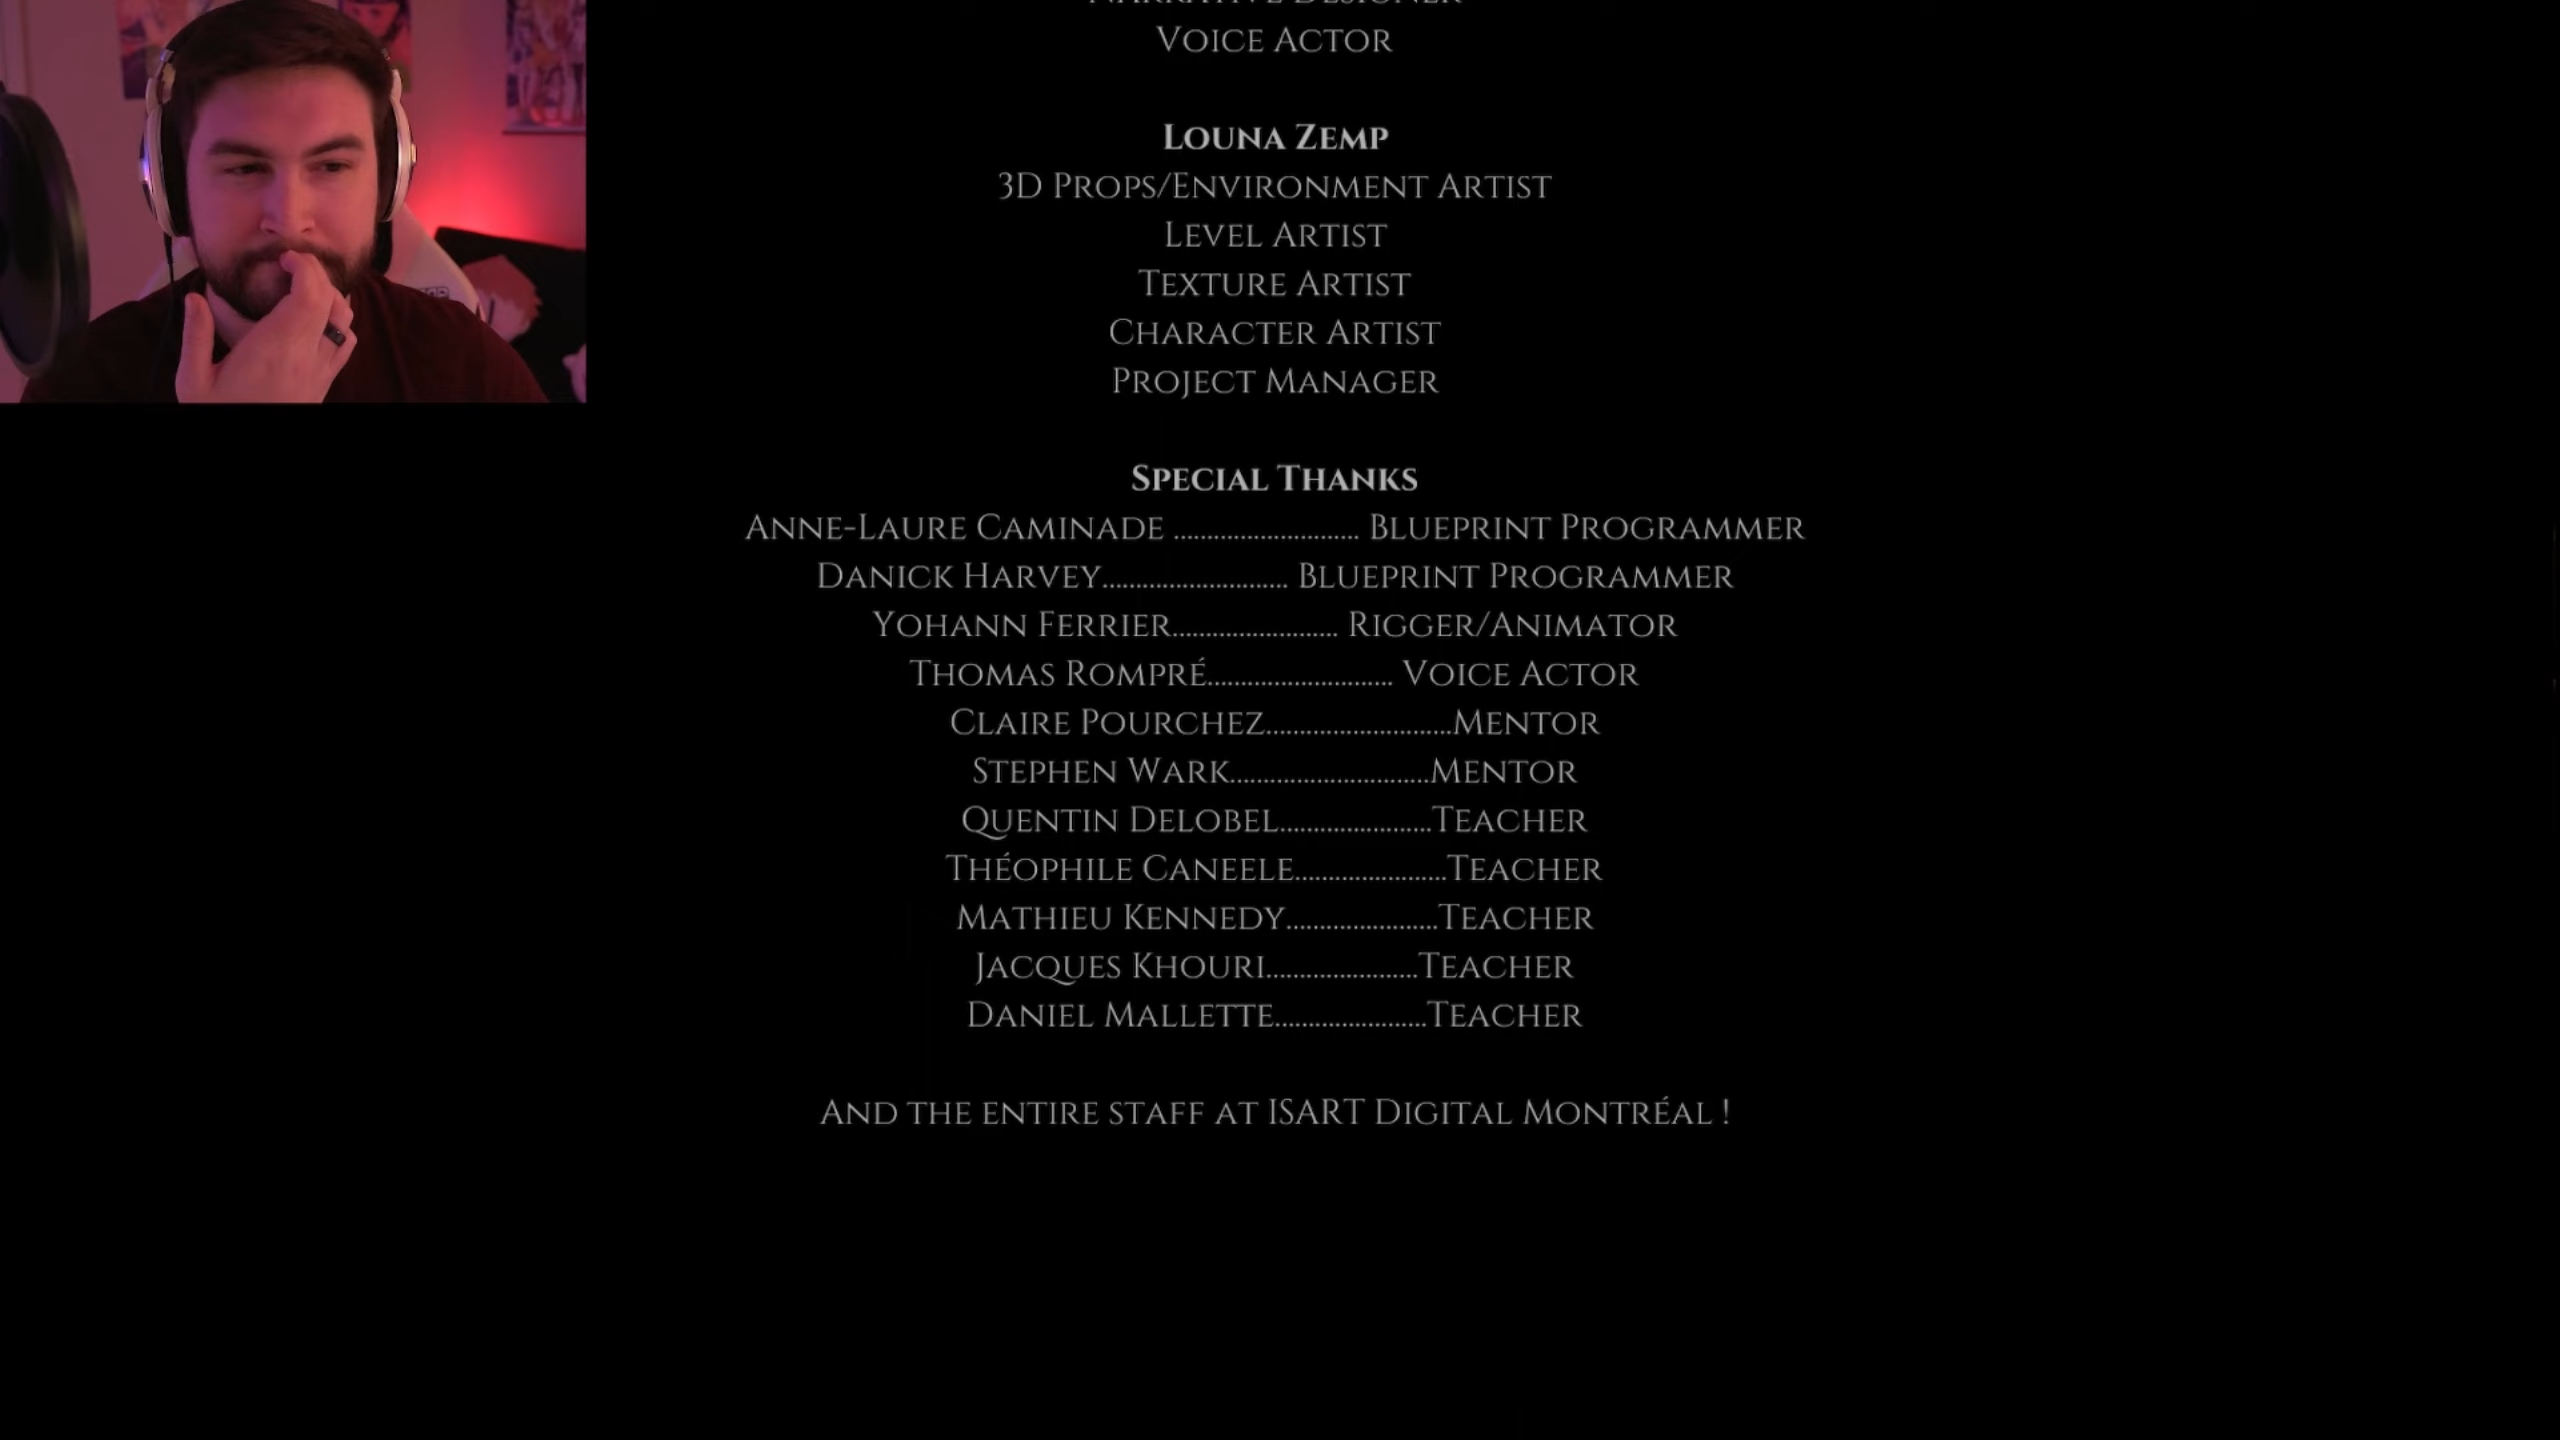 Narrative Designer
Voice Actor
Louna Zemp
3D Props/Environment Artist
Level Artist
Texture Artist
Character Artist
Project Manager
Special Thanks
Anne-Laure Caminade ............................ Blueprint Programmer
Danick Harvey............................ Blueprint Programmer
Yohann Ferrier......................... Rigger/Animator
Thomas Rompré............................ Voice Actor
Claire Pourchez............................Mentor
Stephen Wark..............................Mentor
Quentin Delobel.......................Teacher
Théophile Caneele.......................Teacher
Mathieu Kennedy.......................Teacher
Jacques Khouri.......................Teacher
Daniel Mallette.......................Teacher
And the entire staff at ISART Digital Montréal !